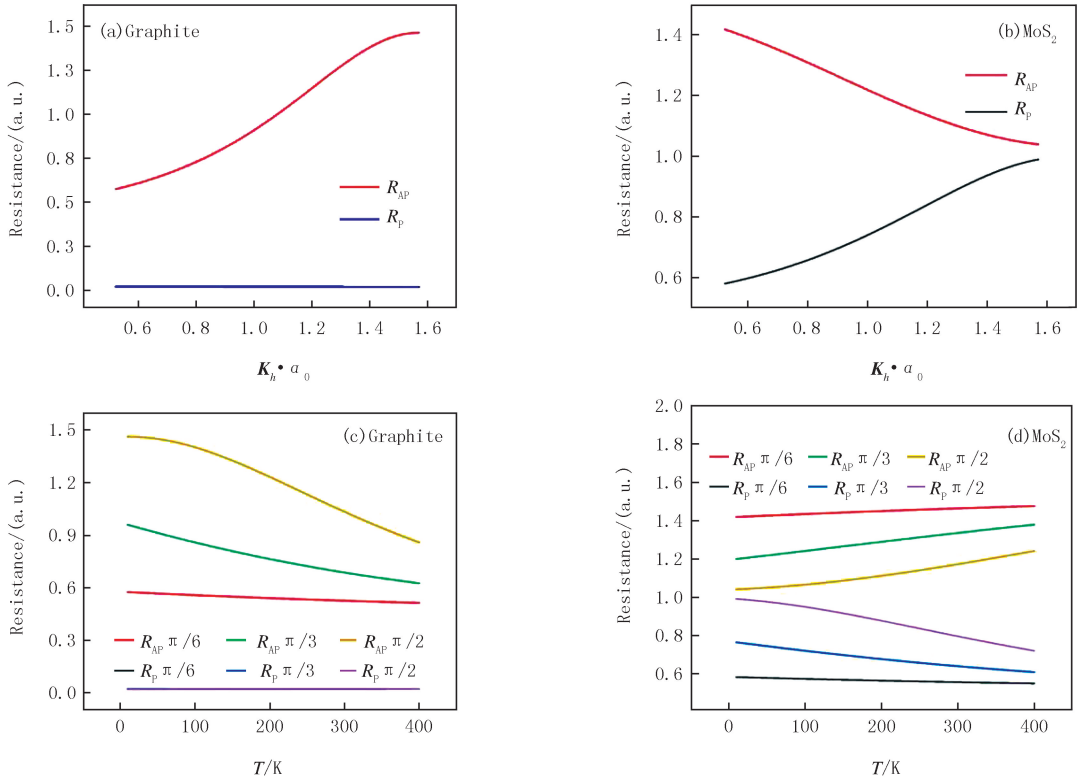 (a)Graphite
1.5
1.3
1.0
0.8
0.5
0.3
0.0
Resistance/(a.u.)
R_AP
R_P
0.6 0.8 1.0 1.2 1.4 1.6
K_h • α_0
(b)MoS_2
1.4
1.2
1.0
0.8
0.6
Resistance/(a.u.)
R_AP
R_P
0.6 0.8 1.0 1.2 1.4 1.6
K_h • α_0
(c)Graphite
1.5
1.2
0.9
0.6
0.3
0.0
Resistance/(a.u.)
R_AP π/6 R_AP π/3 R_AP π/2
R_P π/6 R_P π/3 R_P π/2
0 100 200 300 400
T/K
(d)MoS_2
2.0
1.8
1.6
1.4
1.2
1.0
0.8
0.6
Resistance/(a.u.)
R_AP π/6 R_AP π/3 R_AP π/2
R_P π/6 R_P π/3 R_P π/2
0 100 200 300 400
T/K